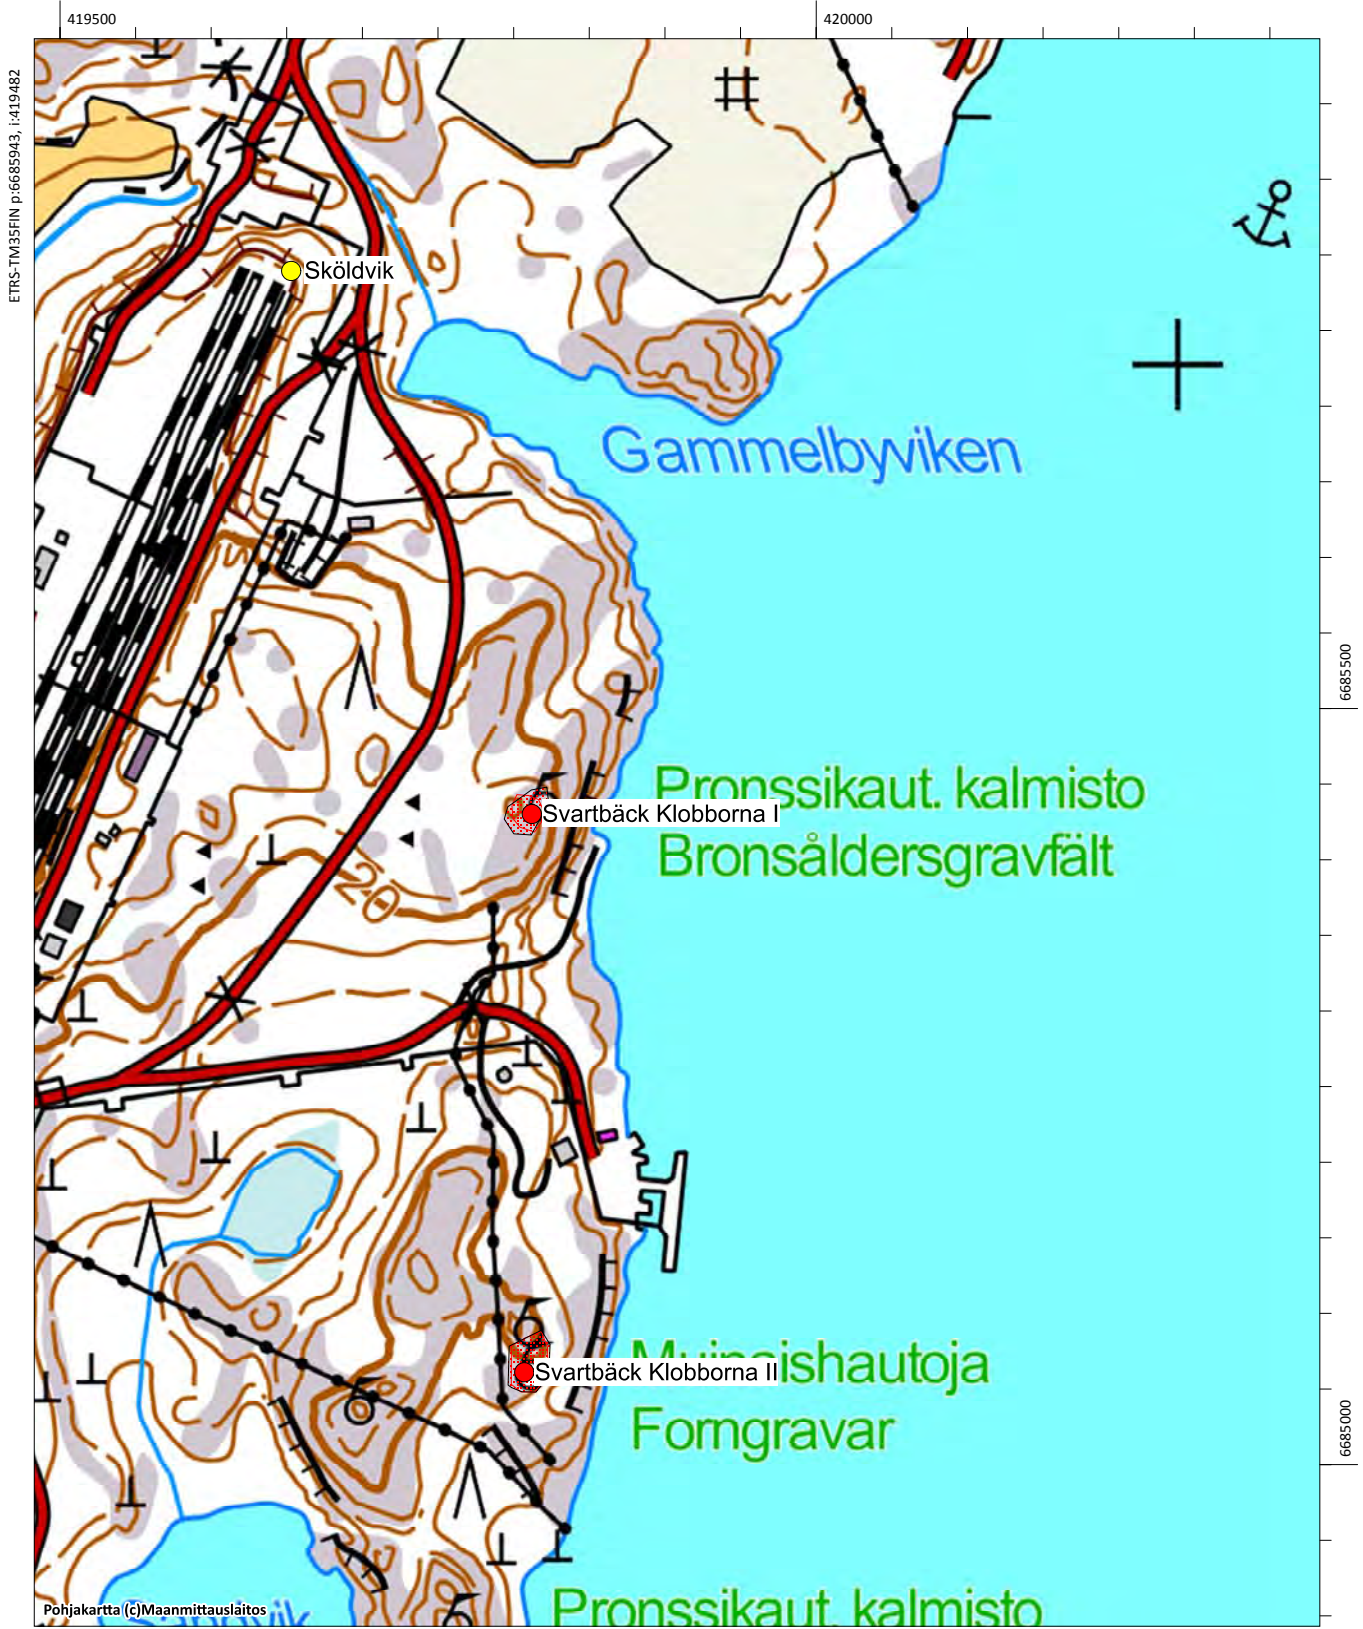 419500
420000
ETRS-TM35FIN p:6685943, i:419482
Sköldvik
Gammelbyviken
6685500
Pronssikaut. kalmisto
Svartbäck Klobborna I
Bronsåldersgravfält
20
Muinaishautoja
Svartbäck Klobborna II
Forngravar
6685000
Pronssikaut. kalmisto
Pohjakartta (c)Maanmittauslaitos